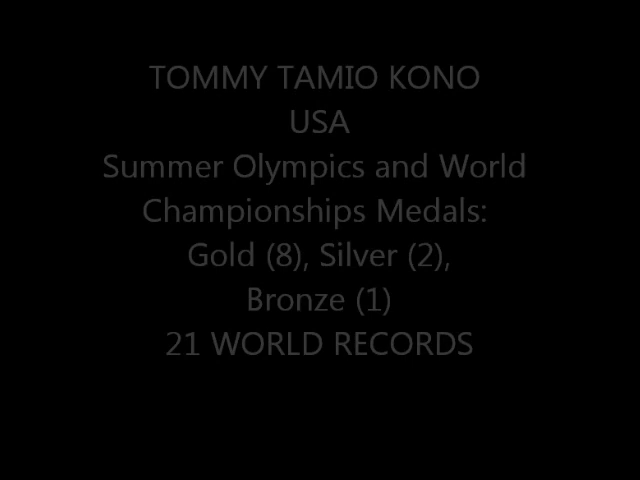 TOMMY TAMIO KONO
USA
Summer Olympics and World
Championships Medals:
Gold (8), Silver (2),
Bronze (1)
21 WORLD RECORDS